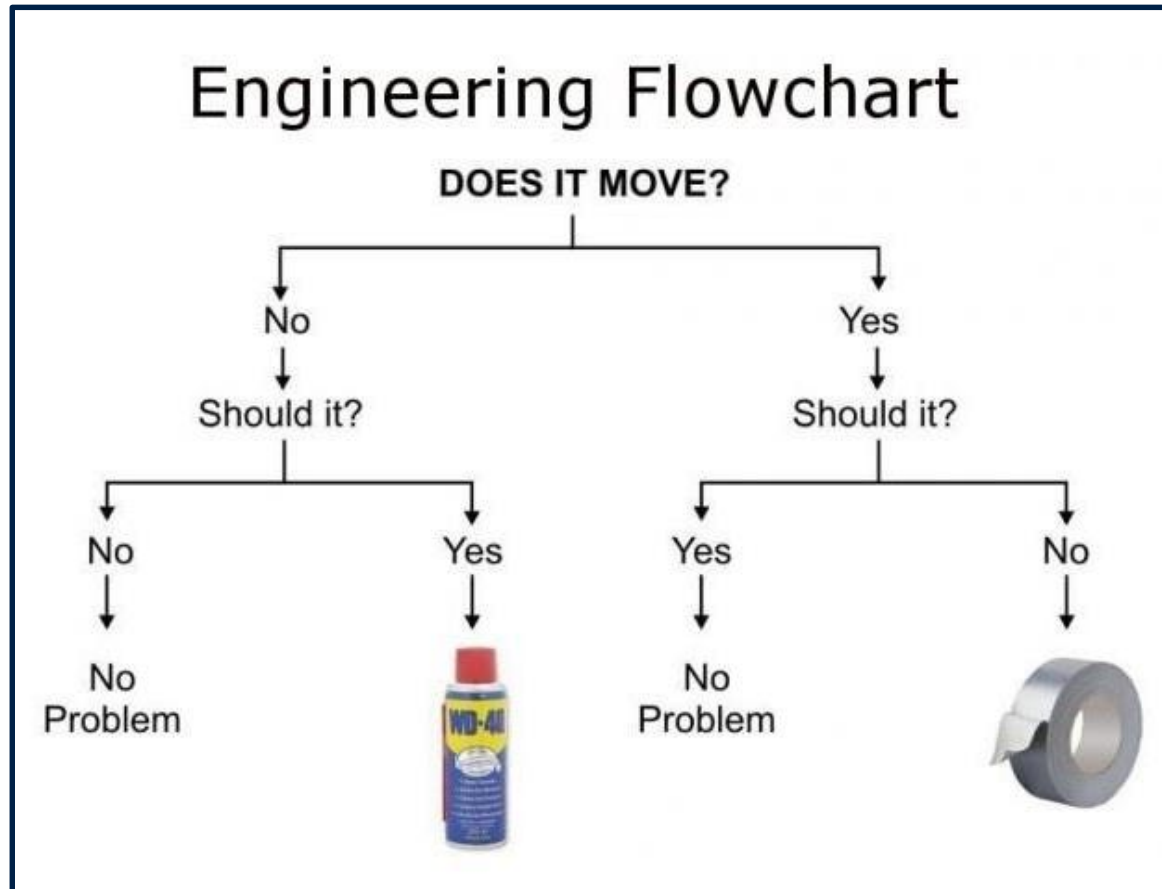 Engineering Flowchart
DOES IT MOVE?
No
Yes
Should it?
Should it?
No
Yes
Yes
No
No
Problem
No
Problem
WD-40